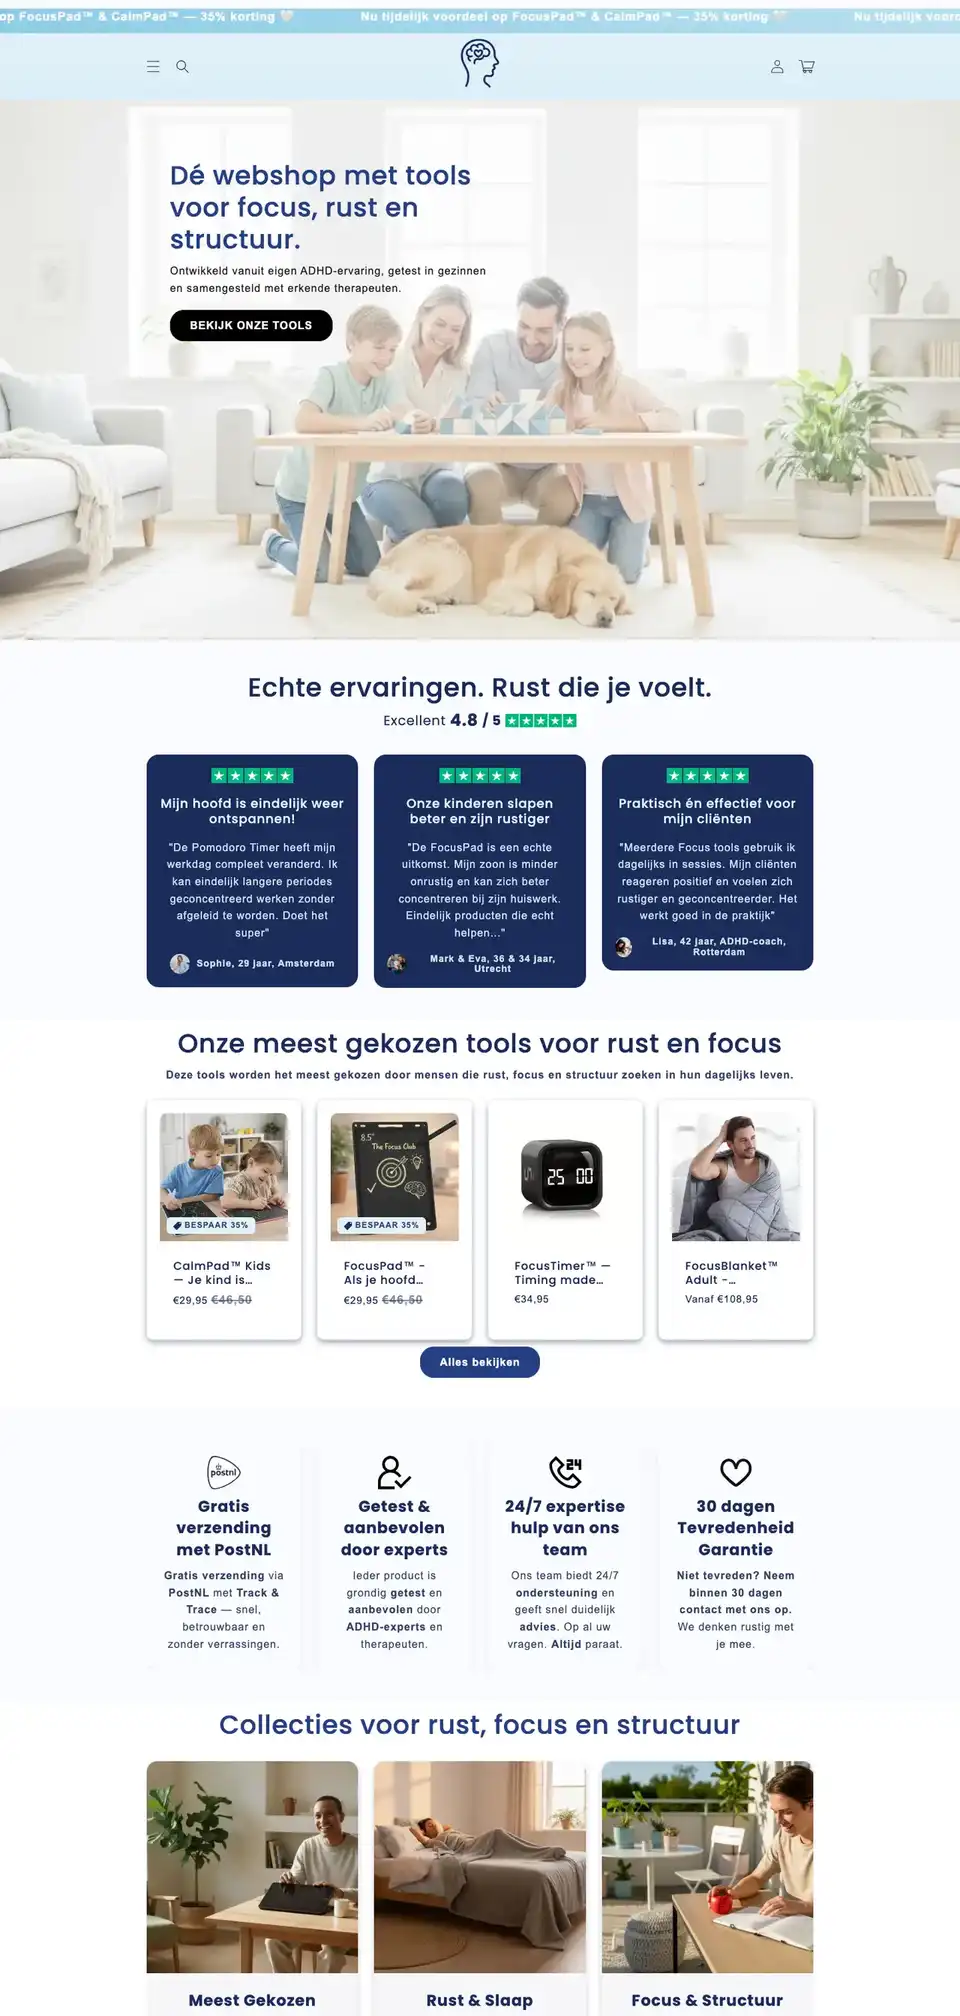 op FocusPad™ & CalmPad™ — 35% korting 🤍
Nu tijdelijk voordeel op FocusPad™ & CalmPad™ — 35% korting 🤍
Nu tijdelijk voord
Dé webshop met tools
voor focus, rust en
structuur.
Ontwikkeld vanuit eigen ADHD-ervaring, getest in gezinnen
en samengesteld met erkende therapeuten.
BEKIJK ONZE TOOLS
Echte ervaringen. Rust die je voelt.
Excellent 4.8 / 5
Mijn hoofd is eindelijk weer
ontspannen!
"De Pomodoro Timer heeft mijn
werkdag compleet veranderd. Ik
kan eindelijk langere periodes
geconcentreerd werken zonder
afgeleid te worden. Doet het
super"
Sophie, 29 jaar, Amsterdam
Onze kinderen slapen
beter en zijn rustiger
"De FocusPad is een echte
uitkomst. Mijn zoon is minder
onrustig en kan zich beter
concentreren bij zijn huiswerk.
Eindelijk producten die echt
helpen..."
Mark & Eva, 36 & 34 jaar,
Utrecht
Praktisch én effectief voor
mijn cliënten
"Meerdere Focus tools gebruik ik
dagelijks in sessies. Mijn cliënten
reageren positief en voelen zich
rustiger en geconcentreerder. Het
werkt goed in de praktijk"
Lisa, 42 jaar, ADHD-coach,
Rotterdam
Onze meest gekozen tools voor rust en focus
Deze tools worden het meest gekozen door mensen die rust, focus en structuur zoeken in hun dagelijks leven.
BESPAAR 35%
CalmPad™ Kids
— Je kind is...
€29,95 €46,50
8.5"
The Focus Club
BESPAAR 35%
FocusPad™ -
Als je hoofd...
€29,95 €46,50
25 00
FocusTimer™ —
Timing made...
€34,95
FocusBlanket™
Adult -...
Vanaf €108,95
Alles bekijken
postnl
Gratis
verzending
met PostNL
Gratis verzending via
PostNL met Track &
Trace — snel,
betrouwbaar en
zonder verrassingen.
Getest &
aanbevolen
door experts
Ieder product is
grondig getest en
aanbevolen door
ADHD-experts en
therapeuten.
24
24/7 expertise
hulp van ons
team
Ons team biedt 24/7
ondersteuning en
geeft snel duidelijk
advies. Op al uw
vragen. Altijd paraat.
30 dagen
Tevredenheid
Garantie
Niet tevreden? Neem
binnen 30 dagen
contact met ons op.
We denken rustig met
je mee.
Collecties voor rust, focus en structuur
Meest Gekozen
Rust & Slaap
Focus & Structuur